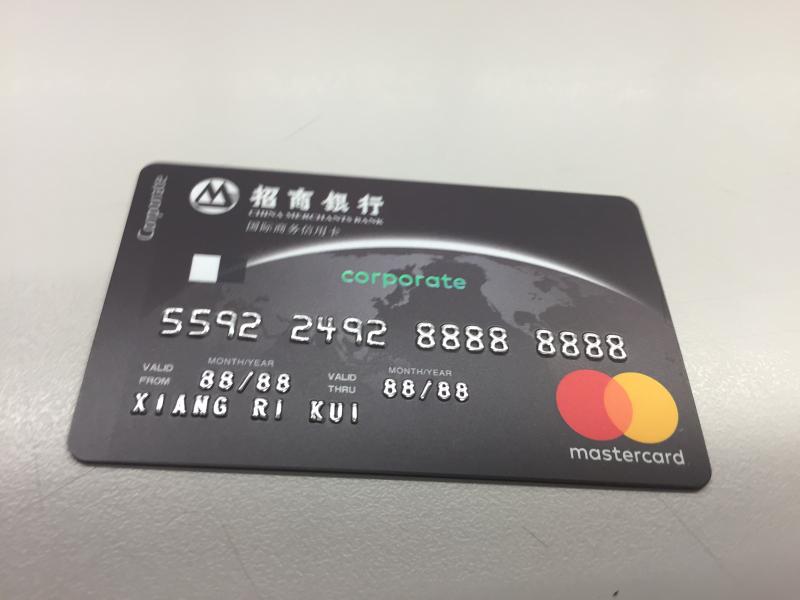 Corporate
招商银行
CHINA MERCHANTS BANK
国际商务信用卡
corporate
5592 2492 8888 8888
VALID FROM MONTH/YEAR 88/88 VALID THRU MONTH/YEAR 88/88
XIANG RI KUI
mastercard